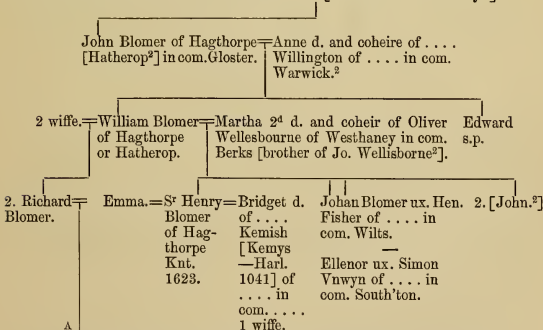 John Blomer of Hagthorpe=Anne d. and coheire of . . . .
[Hatherop²] in com. Gloster. Willington of . . . . in com.
Warwick.²
2 wiffe.=William Blomer=Martha 2ᵈ d. and coheir of Oliver Edward
of Hagthorpe Wellesbourne of Westhaney in com. s.p.
or Hatherop. Berks [brother of Jo. Wellisborne²].
2. Richard= Emma.=Sʳ Henry=Bridget d. Johan Blomer ux. Hen. 2. [John.²]
Blomer. Blomer of . . . . Fisher of . . . . in
of Hag- Kemish com. Wilts.
thorpe [Kemys —
Knt. —Harl. Ellenor ux. Simon
1623. 1041] of Vnwyn of . . . . in
. . . . in com. South'ton.
com. . . . .
A 1 wiffe.